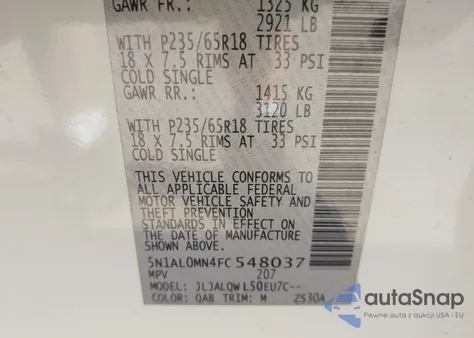 GAWR FR.: 1325 KG
2921 LB
WITH P235/65R18 TIRES
18 X 7.5 RIMS AT 33 PSI
COLD SINGLE
GAWR RR.: 1415 KG
3120 LB
WITH P235/65R18 TIRES
18 X 7.5 RIMS AT 33 PSI
COLD SINGLE
THIS VEHICLE CONFORMS TO
ALL APPLICABLE FEDERAL
MOTOR VEHICLE SAFETY AND
THEFT PREVENTION
STANDARDS IN EFFECT ON
THE DATE OF MANUFACTURE
5N1AL0MN4FC548037
MPV 207
MODEL: JLJALQWL50EU7C--
COLOR: QAB TRIM: M ZS30A
autoSnap
Pewne auta z aukcji USA i EU